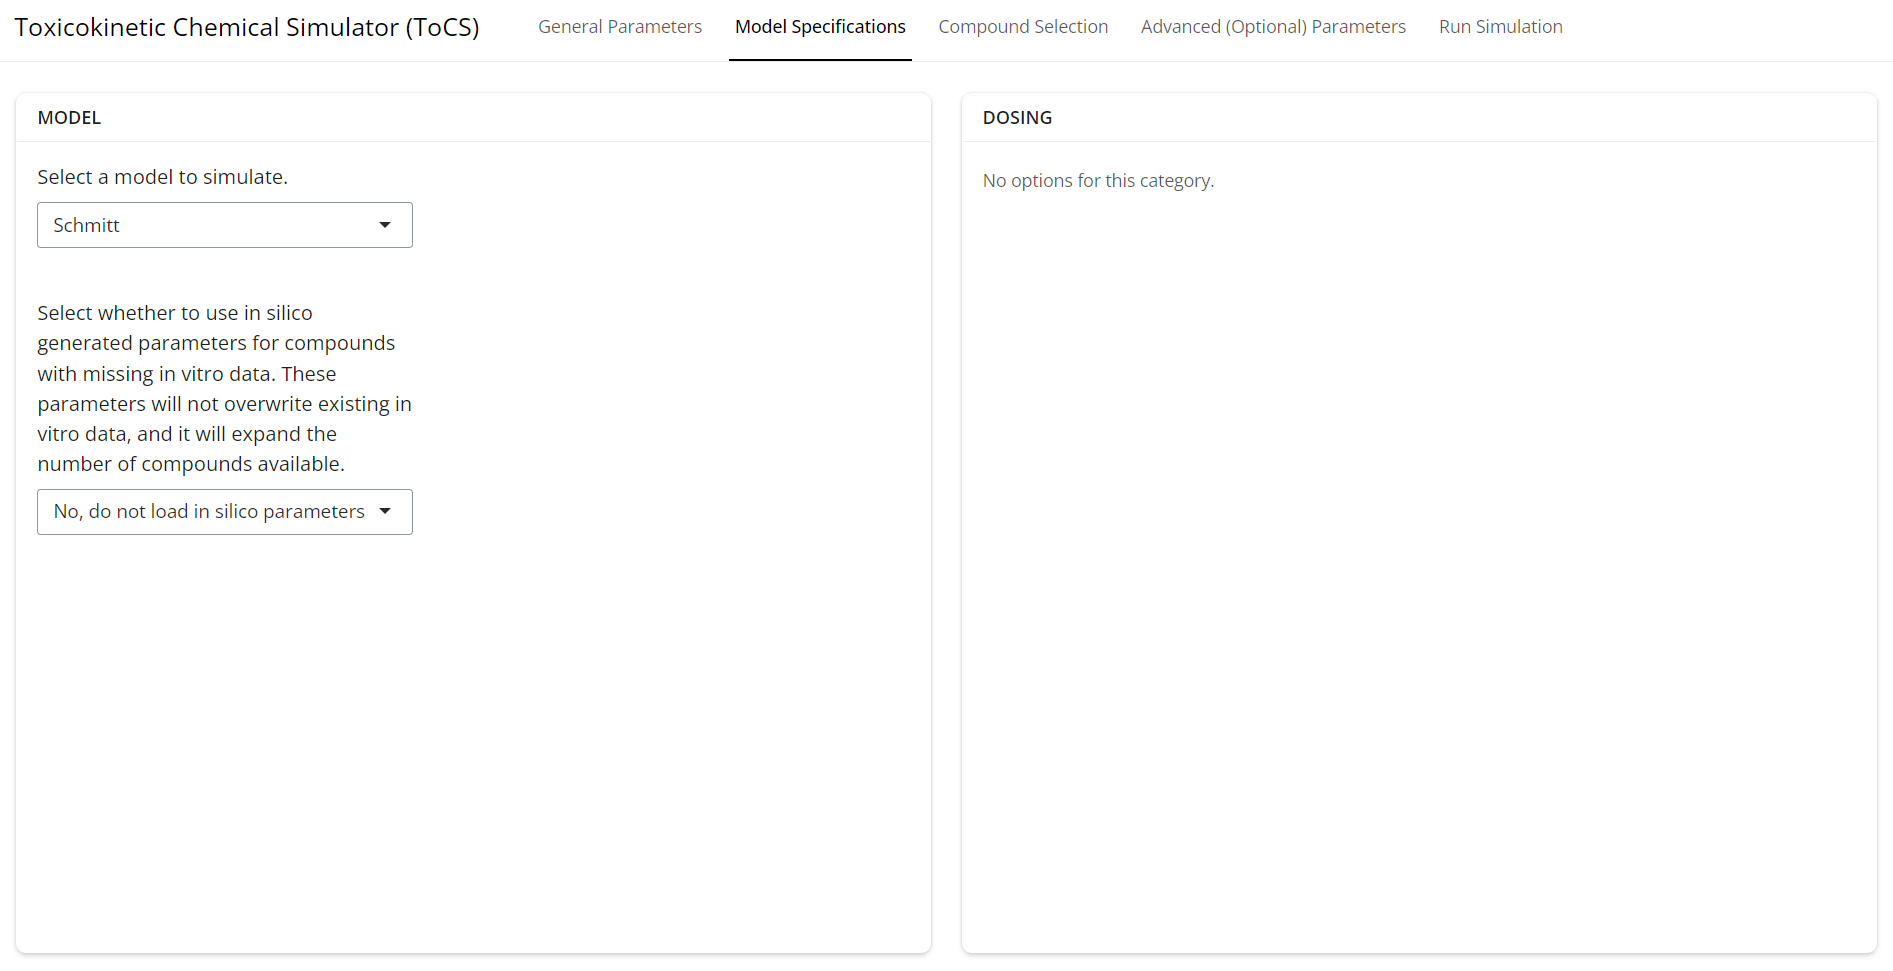 Toxicokinetic Chemical Simulator (ToCS)
General Parameters
Model Specifications
Compound Selection
Advanced (Optional) Parameters
Run Simulation
MODEL
Select a model to simulate.
Schmitt
Select whether to use in silico
generated parameters for compounds
with missing in vitro data. These
parameters will not overwrite existing in
vitro data, and it will expand the
number of compounds available.
No, do not load in silico parameters
DOSING
No options for this category.